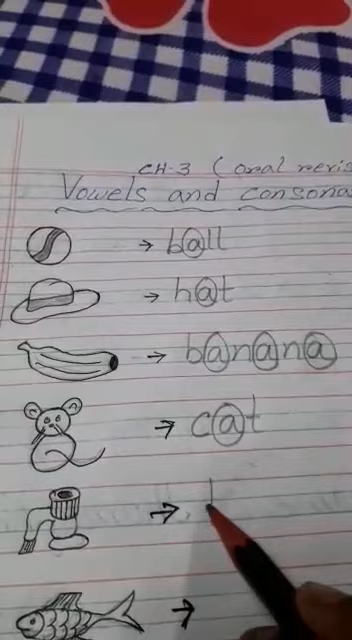 CH-3 (oral revis
Vowels and consona
→ ball
→ hat
→ banana
→ cat
→
→